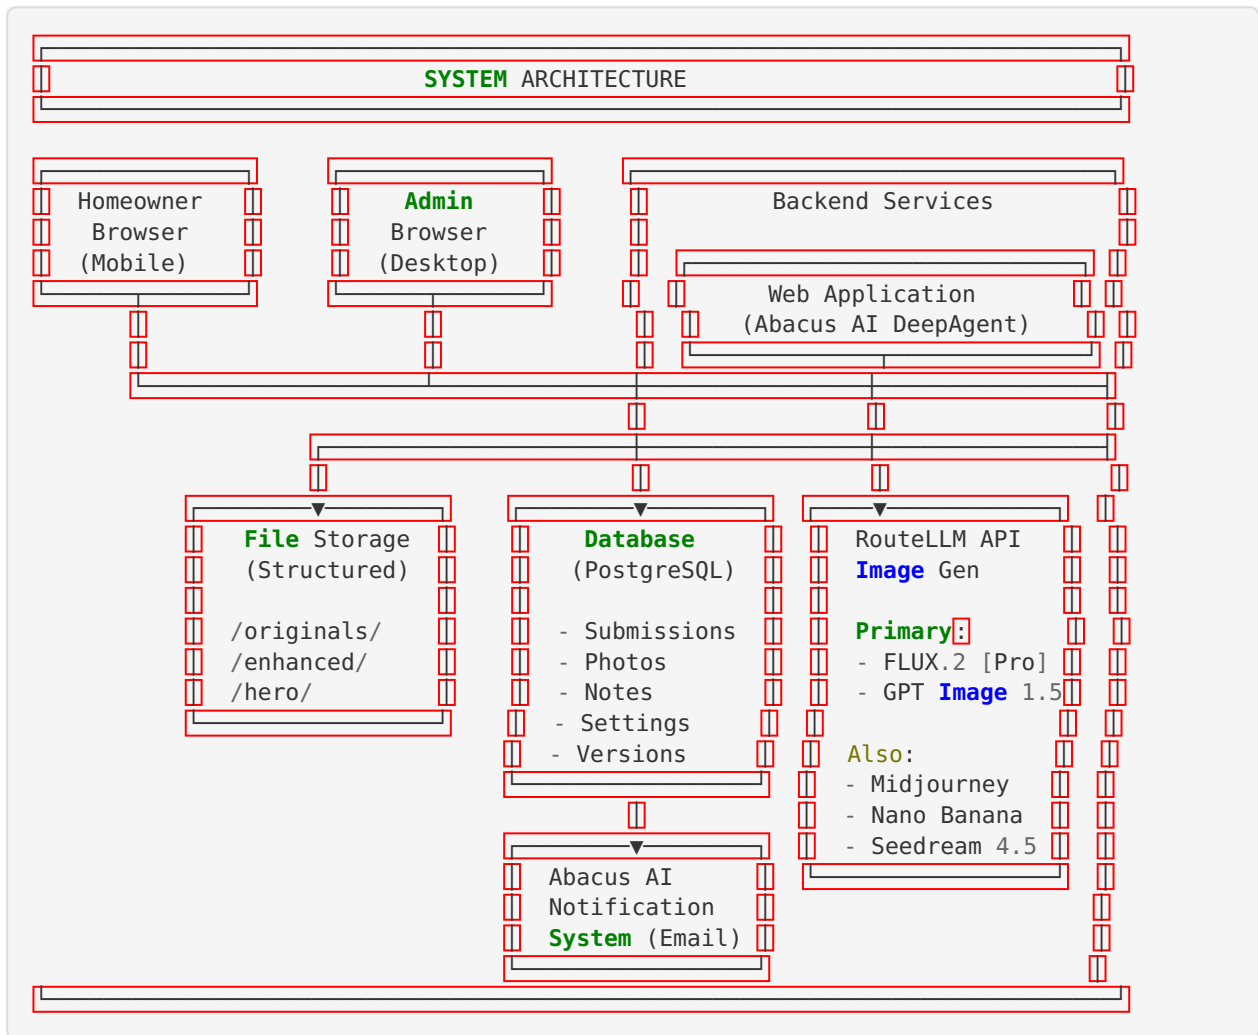 SYSTEM ARCHITECTURE
Homeowner Browser (Mobile)
Admin Browser (Desktop)
Backend Services
Web Application
(Abacus AI DeepAgent)
File Storage
(Structured)
/originals/
/enhanced/
/hero/
Database
(PostgreSQL)
- Submissions
- Photos
- Notes
- Settings
- Versions
RouteLLM API
Image Gen
Primary:
- FLUX.2 [Pro]
- GPT Image 1.5
Also:
- Midjourney
- Nano Banana
- Seedream 4.5
Abacus AI
Notification
System (Email)